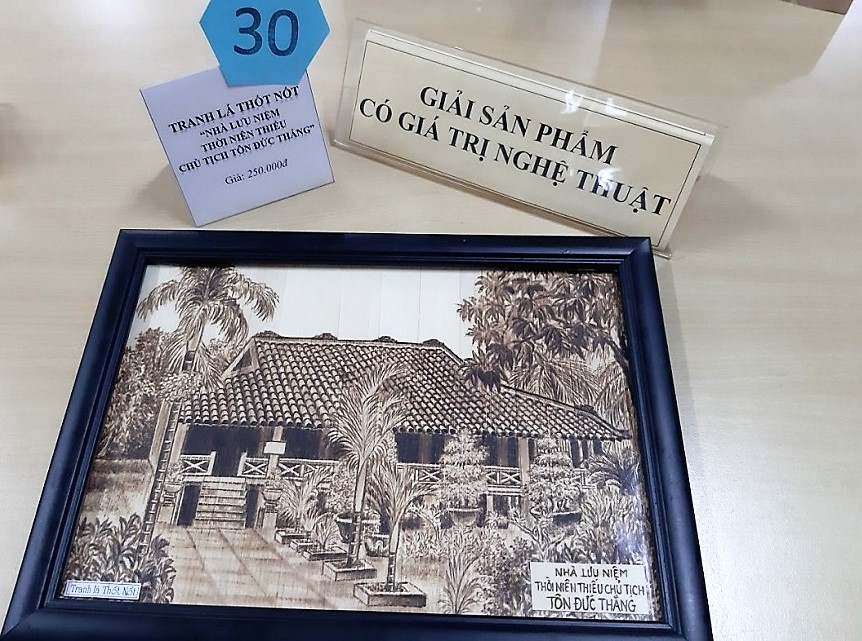 30
TRANH LÁ THỐT NỐT
"NHÀ LƯU NIỆM
THỜI NIÊN THIẾU
CHỦ TỊCH TÔN ĐỨC THẮNG"
Giá: 250.000đ
GIẢI SẢN PHẨM
CÓ GIÁ TRỊ NGHỆ THUẬT
Tranh lá Thốt Nốt
NHÀ LƯU NIỆM
THỜI NIÊN THIẾU CHỦ TỊCH
TÔN ĐỨC THẮNG